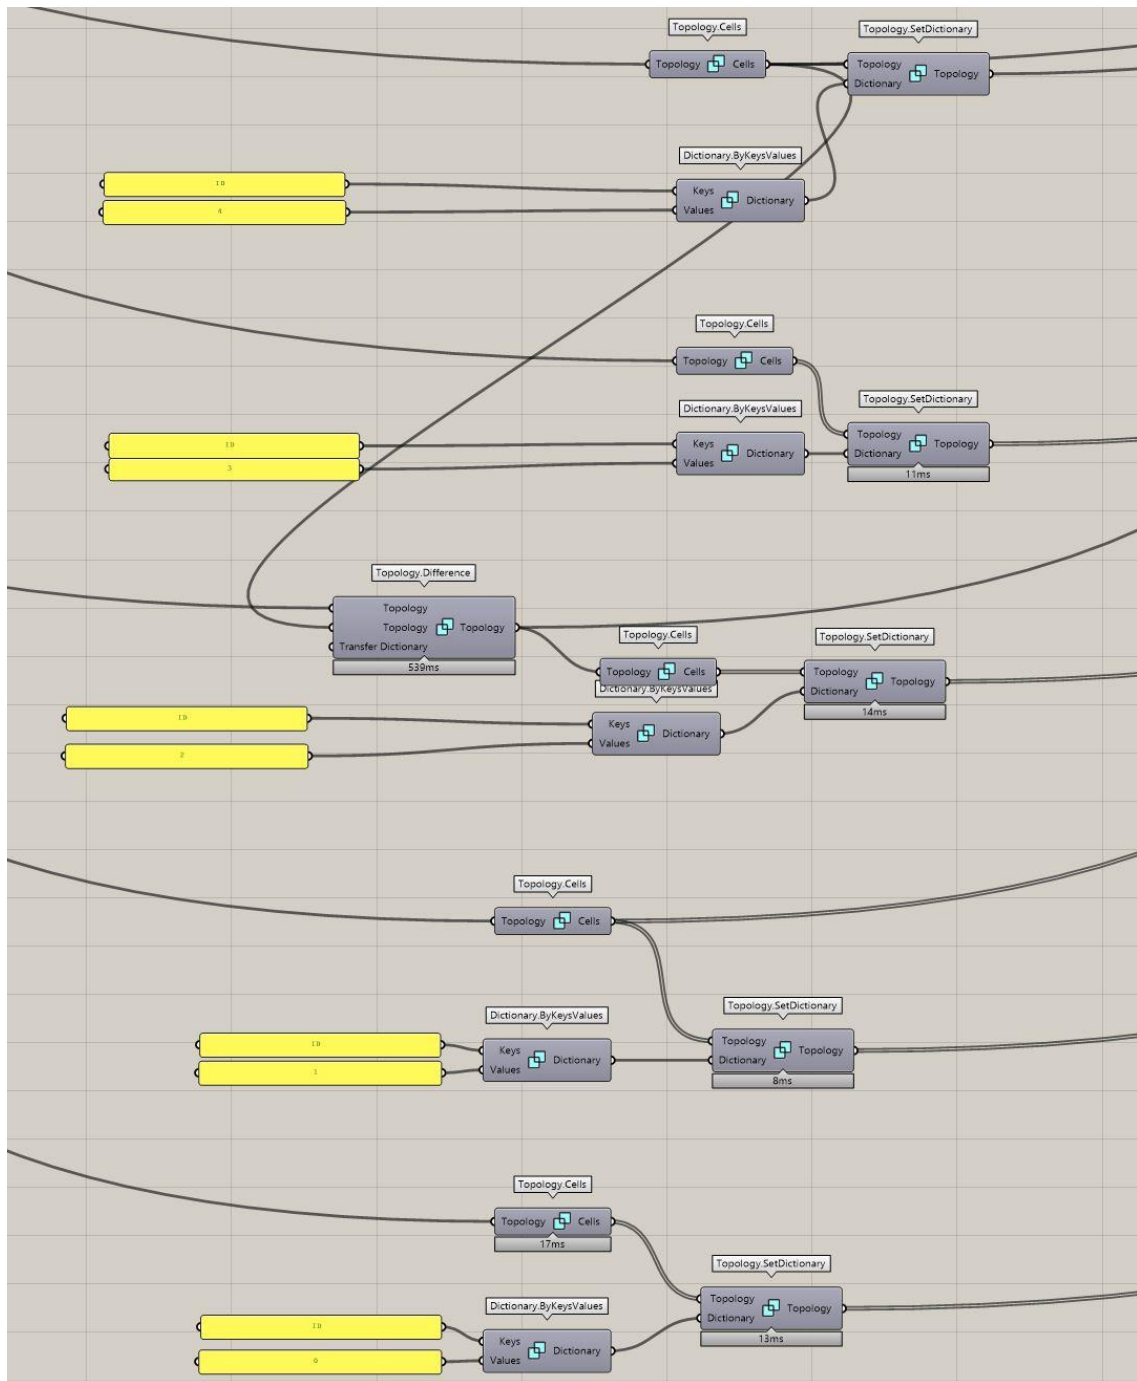 Topology.Cells
Topology.SetDictionary
Topology Cells
Topology
Dictionary Topology
Dictionary.ByKeysValues
ID
4
Keys
Values Dictionary
Topology.Cells
Topology Cells
Dictionary.ByKeysValues
Topology.SetDictionary
ID
3
Keys
Values Dictionary
Topology
Dictionary Topology
11ms
Topology.Difference
Topology
Topology Topology
Transfer Dictionary
539ms
Topology.Cells
Topology.SetDictionary
Topology Cells
Topology
Dictionary Topology
14ms
Dictionary.ByKeysValues
ID
2
Keys
Values Dictionary
Topology.Cells
Topology Cells
Dictionary.ByKeysValues
Topology.SetDictionary
ID
1
Keys
Values Dictionary
Topology
Dictionary Topology
8ms
Topology.Cells
Topology Cells
17ms
Topology.SetDictionary
Topology
Dictionary Topology
13ms
Dictionary.ByKeysValues
ID
0
Keys
Values Dictionary